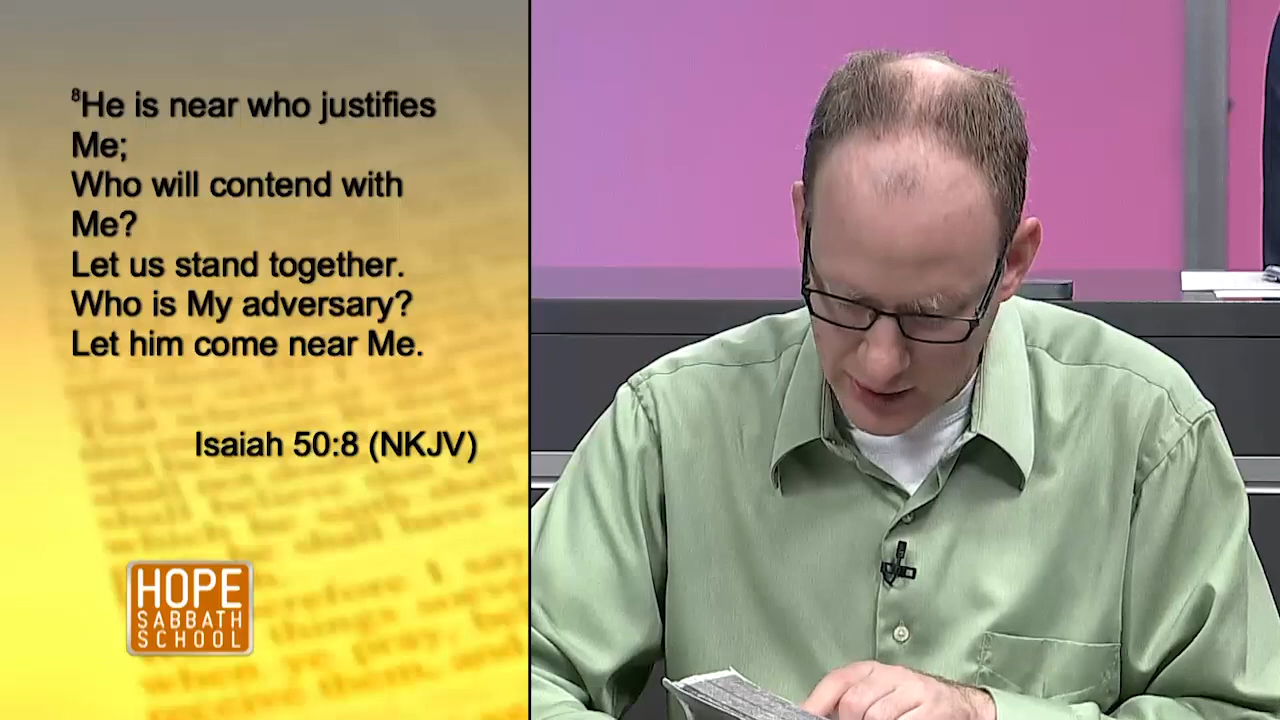 ⁸He is near who justifies
Me;
Who will contend with
Me?
Let us stand together.
Who is My adversary?
Let him come near Me.
Isaiah 50:8 (NKJV)
HOPE
SABBATH
SCHOOL